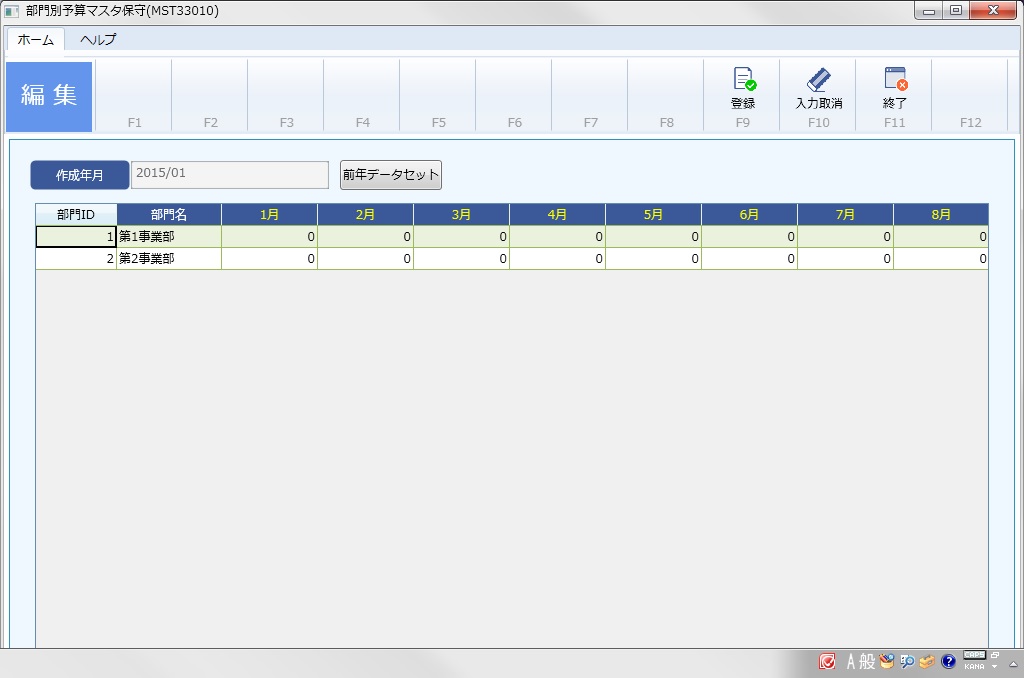 部門別予算マスタ保守(MST33010)
ホーム ヘルプ
編集
登録 入力取消 終了
F1 F2 F3 F4 F5 F6 F7 F8 F9 F10 F11 F12
作成年月 2015/01 前年データセット
部門ID 部門名 1月 2月 3月 4月 5月 6月 7月 8月
1 第1事業部 0 0 0 0 0 0 0 0
2 第2事業部 0 0 0 0 0 0 0 0
A 般 ? CAPS
KANA